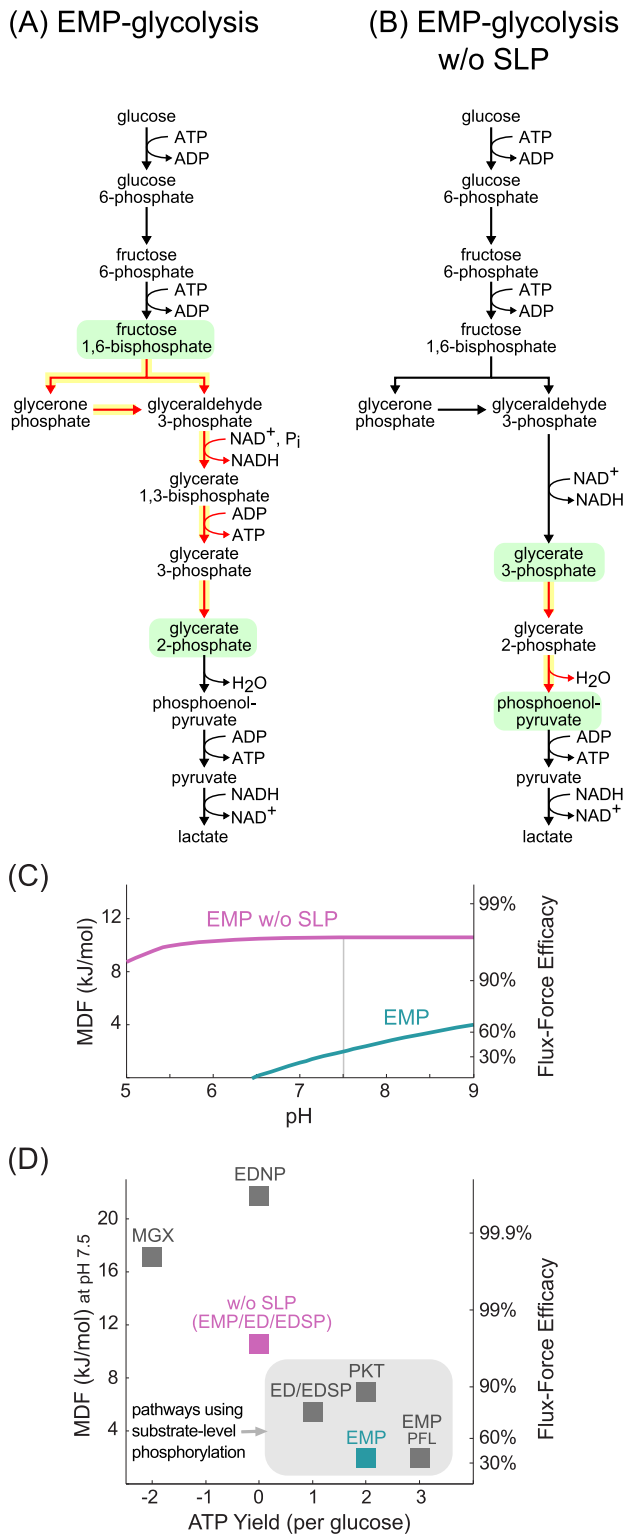 (A) EMP-glycolysis
glucose
ATP
ADP
glucose
6-phosphate
fructose
6-phosphate
ATP
ADP
fructose
1,6-bisphosphate
glycerone
phosphate
glyceraldehyde
3-phosphate
NAD+, Pi
NADH
glycerate
1,3-bisphosphate
ADP
ATP
glycerate
3-phosphate
glycerate
2-phosphate
H2O
phosphoenol-
pyruvate
ADP
ATP
pyruvate
NADH
NAD+
lactate
(B) EMP-glycolysis
w/o SLP
glucose
ATP
ADP
glucose
6-phosphate
fructose
6-phosphate
ATP
ADP
fructose
1,6-bisphosphate
glycerone
phosphate
glyceraldehyde
3-phosphate
NAD+
NADH
glycerate
3-phosphate
glycerate
2-phosphate
H2O
phosphoenol-
pyruvate
ADP
ATP
pyruvate
NADH
NAD+
lactate
(C)
MDF (kJ/mol)
12
8
4
EMP w/o SLP
EMP
99%
90%
60%
30%
Flux-Force Efficacy
5 6 7 8 9
pH
(D)
MDF (kJ/mol) at pH 7.5
20
16
12
8
4
EDNP
MGX
w/o SLP
(EMP/ED/EDSP)
PKT
ED/EDSP
pathways using
substrate-level
phosphorylation
EMP
EMP
PFL
99.9%
99%
90%
60%
30%
Flux-Force Efficacy
-2 -1 0 1 2 3
ATP Yield (per glucose)